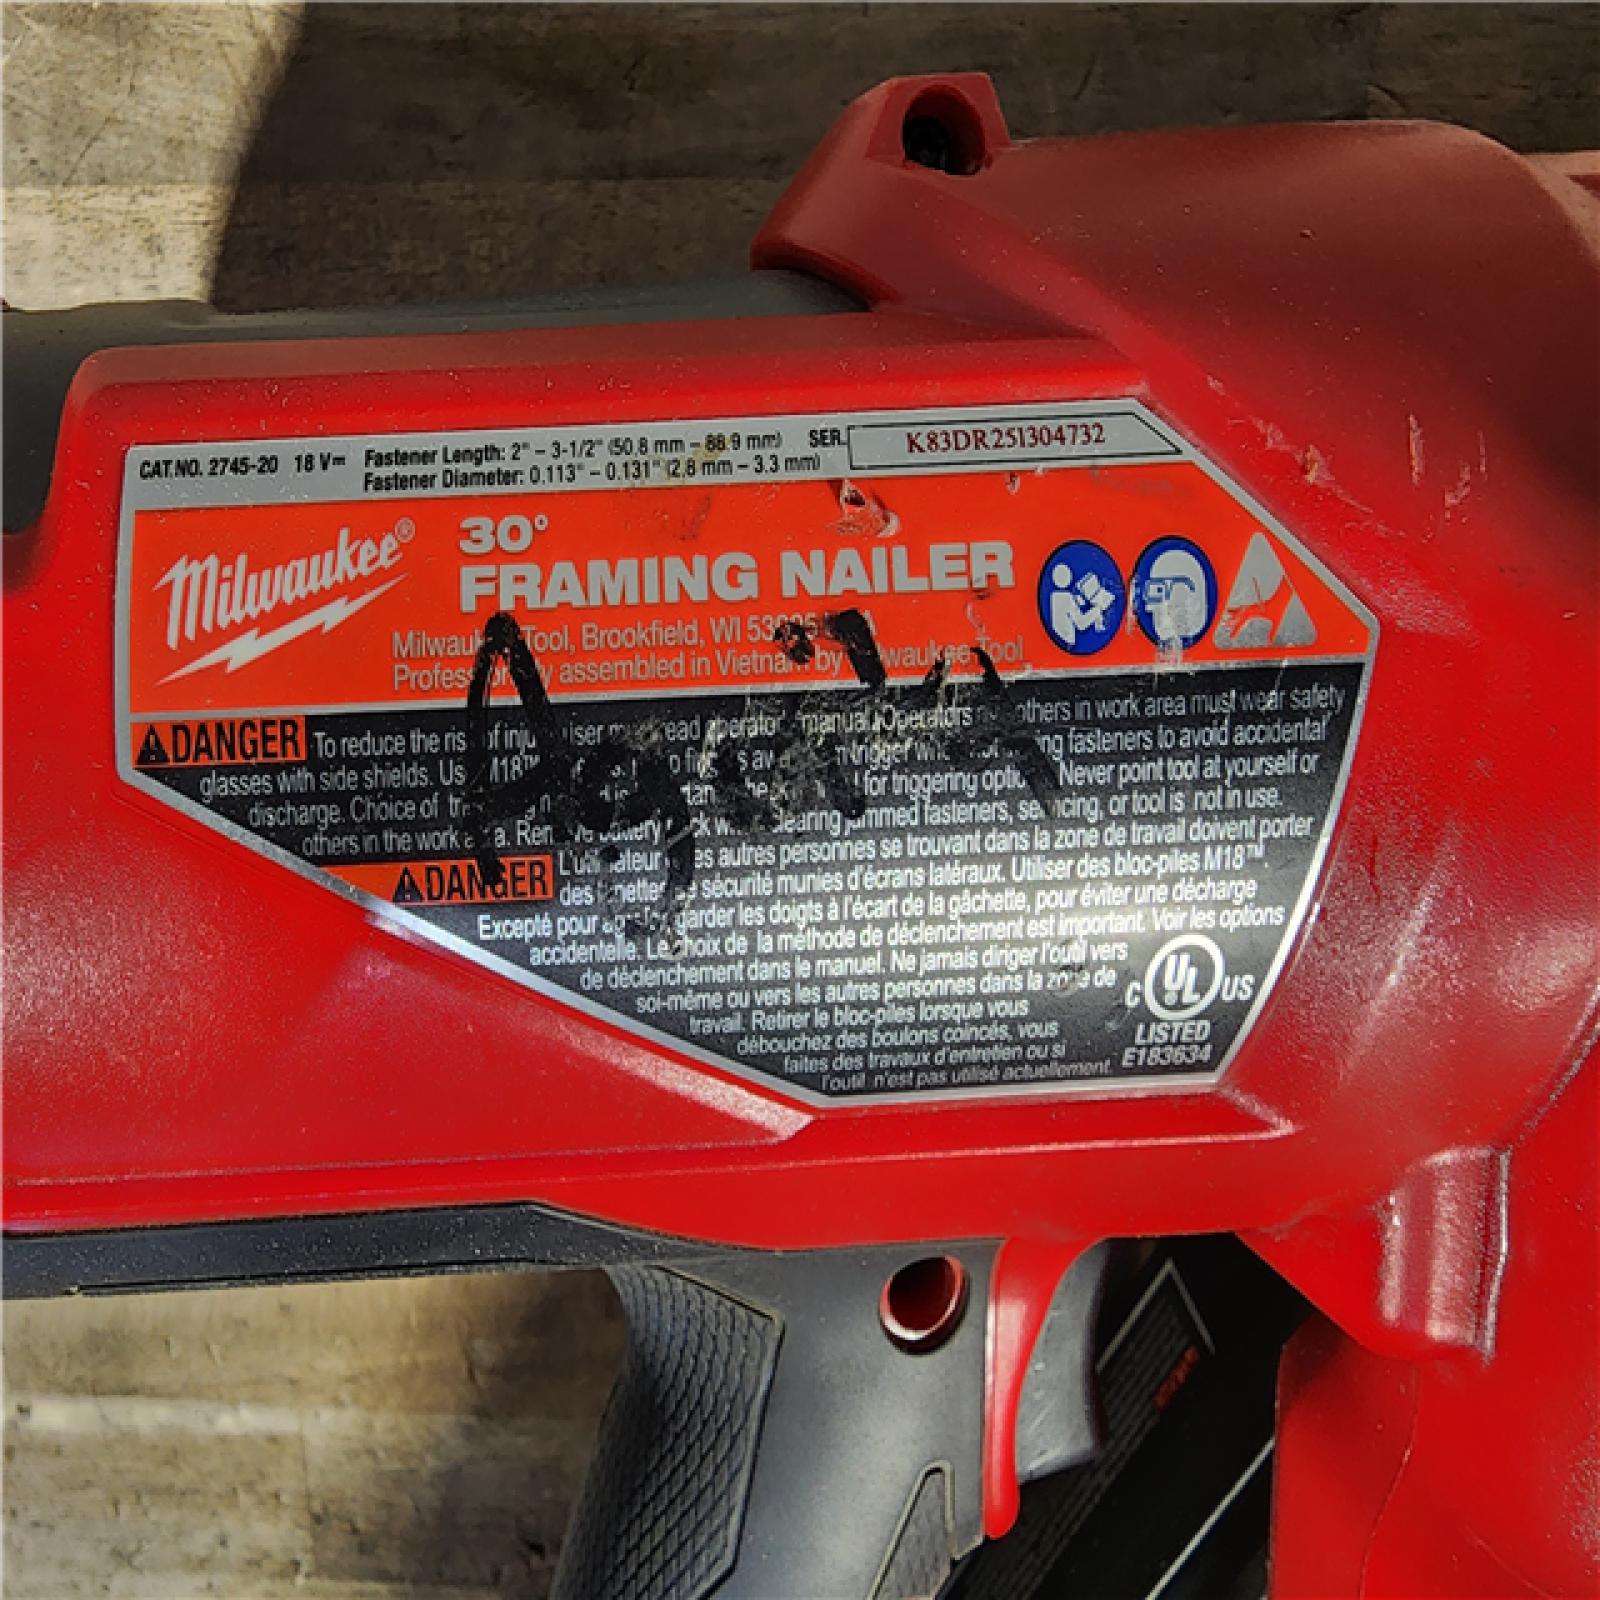 CAT.NO. 2745-20 18 V⎓ Fastener Length: 2" – 3-1/2" (50.8 mm – 88.9 mm) SER. K83DR251304732
Fastener Diameter: 0.113" – 0.131" (2.8 mm – 3.3 mm)
Milwaukee®
30°
FRAMING NAILER
Tool, Brookfield, WI
assembled in Vietnam by Tool
DANGER To reduce the others in work area must wear safety
glasses with side shields. M18™ fasteners to avoid accidental
discharge. Choice of for triggering Never point tool at yourself or
others in the work clearing jammed fasteners, or tool is not in use.
DANGER autres personnes se trouvant dans la zone de travail doivent porter
des sécurité munies d'écrans latéraux. Utiliser des bloc-piles M18™.
Excepté pour garder les doigts à l'écart de la gâchette, pour éviter une décharge
accidentelle. Le choix de la méthode de déclenchement est important. Voir les options
de déclenchement dans le manuel. Ne jamais diriger l'outil vers
soi-même ou vers les autres personnes dans la zone de
travail. Retirer le bloc-piles lorsque vous
débouchez des boulons coincés, vous
faites des travaux d'entretien ou si
l'outil n'est pas utilisé actuellement.
C UL US
LISTED
E183634